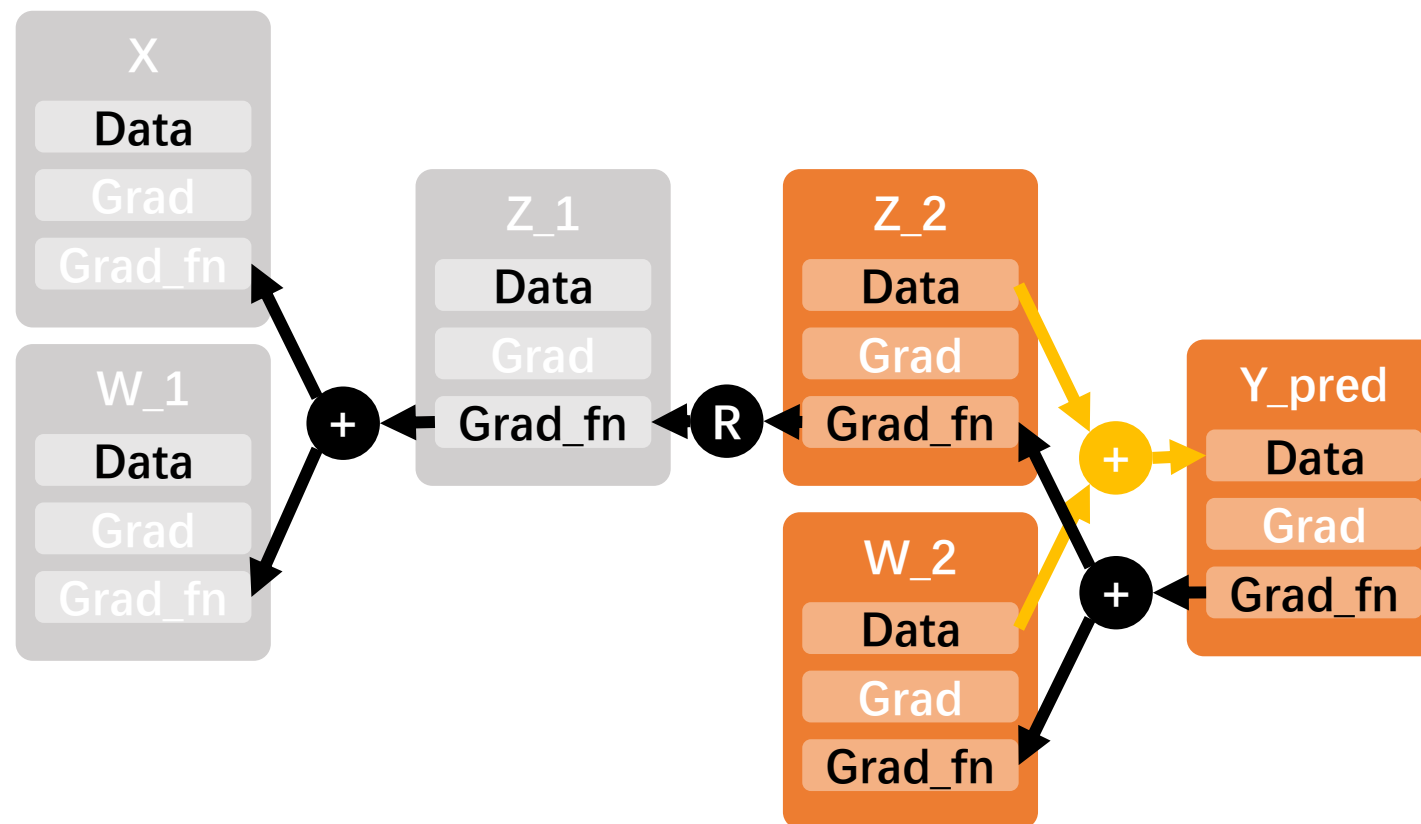 X
Data
Grad
Grad_fn
W_1
Data
Grad
Grad_fn
+
Z_1
Data
Grad
Grad_fn
R
Z_2
Data
Grad
Grad_fn
W_2
Data
Grad
Grad_fn
+
+
Y_pred
Data
Grad
Grad_fn